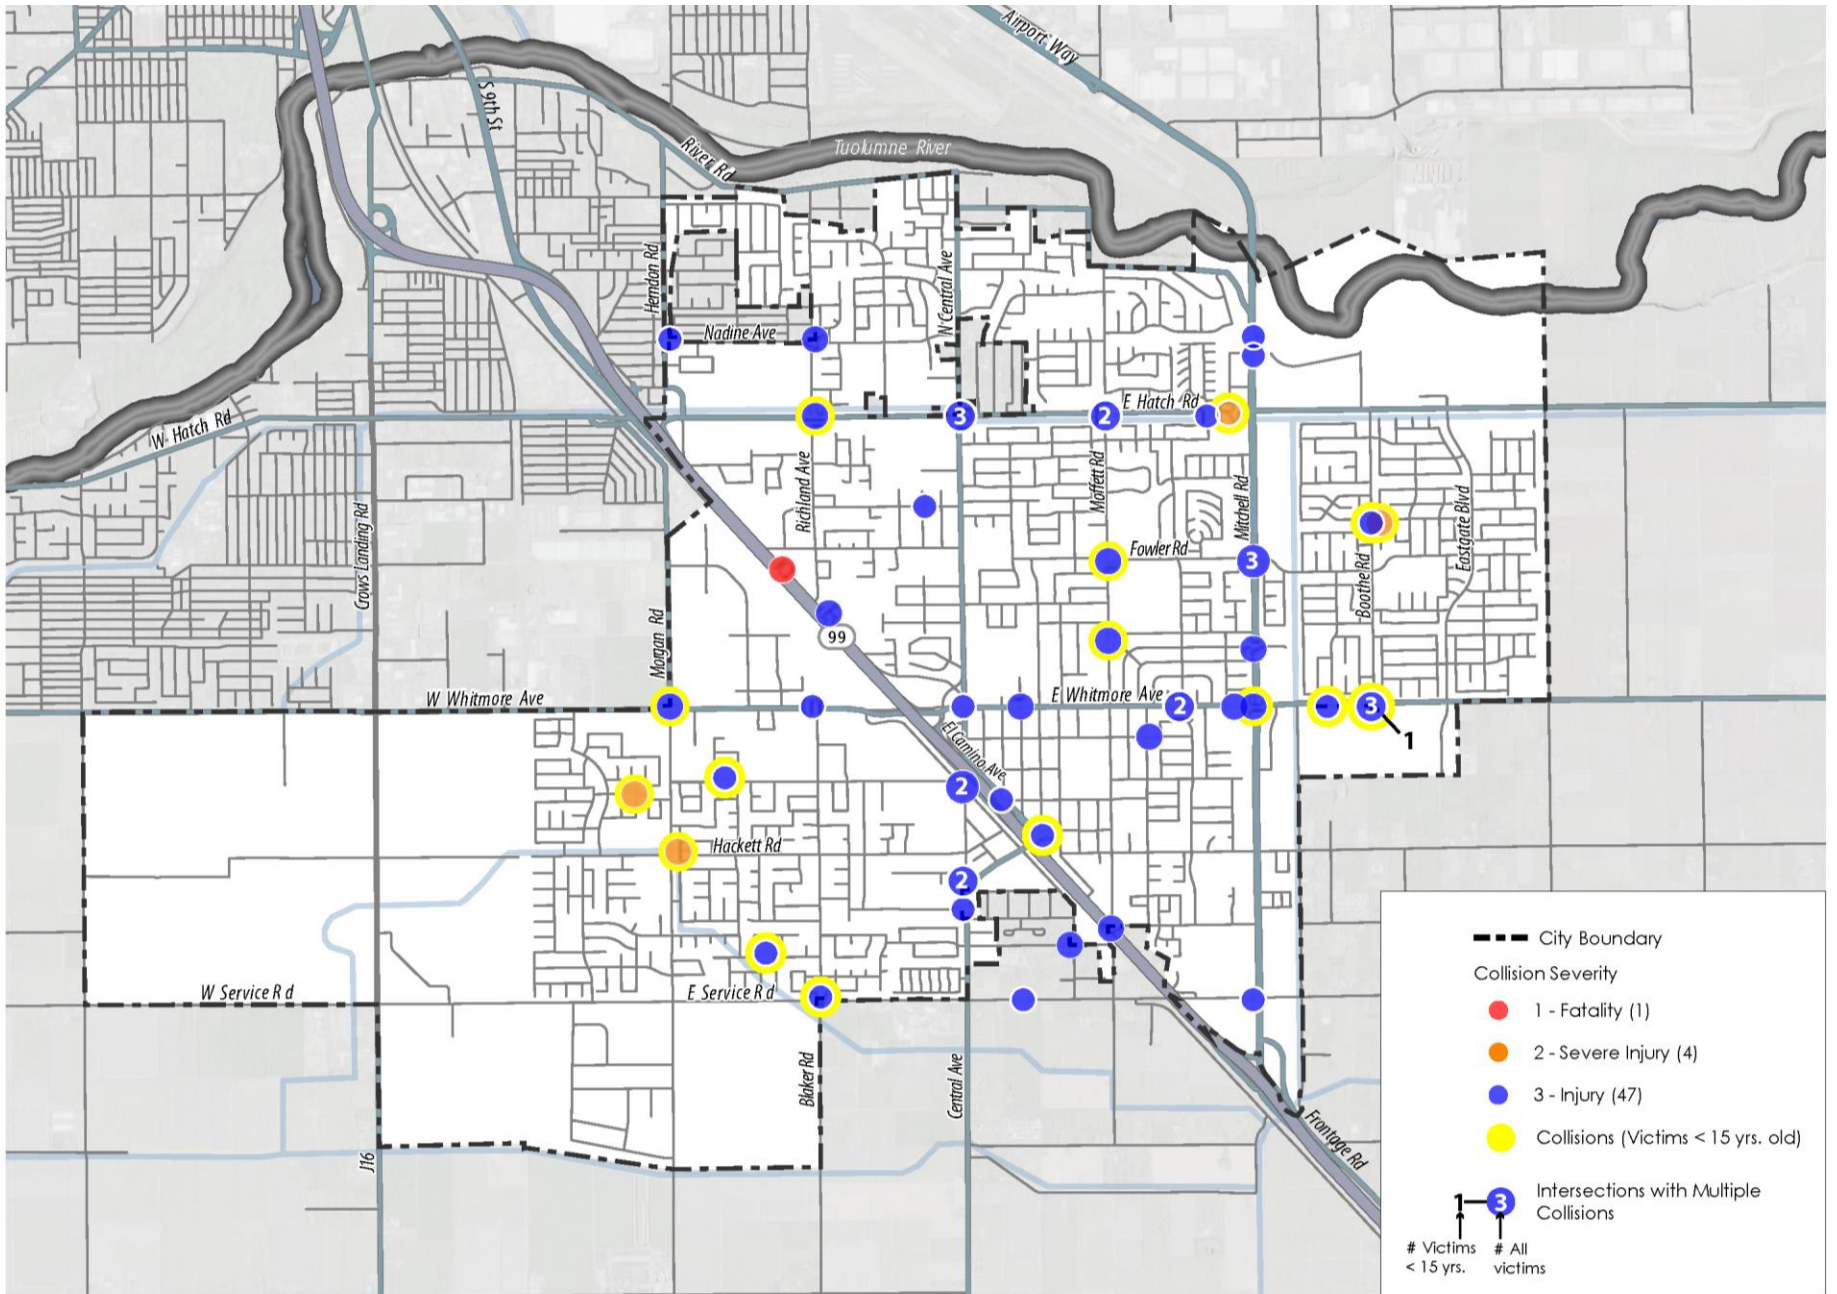 Airport Way
S 9th St
River Rd
Tuolumne River
Herndon Rd
N Central Ave
Nadine Ave
E Hatch Rd
3
2
W Hatch Rd
Richland Ave
Moffett Rd
Mitchell Rd
Eastgate Blvd
Crows Landing Rd
Fowler Rd
3
Boothe Rd
99
Morgan Rd
W Whitmore Ave
E Whitmore Ave
2
3
1
El Camino Ave
2
Hackett Rd
2
W Service Rd
E Service Rd
Blaker Rd
Central Ave
J16
Frontage Rd
City Boundary
Collision Severity
1 - Fatality (1)
2 - Severe Injury (4)
3 - Injury (47)
Collisions (Victims < 15 yrs. old)
1
3
Intersections with Multiple
Collisions
# Victims
< 15 yrs.
# All
victims